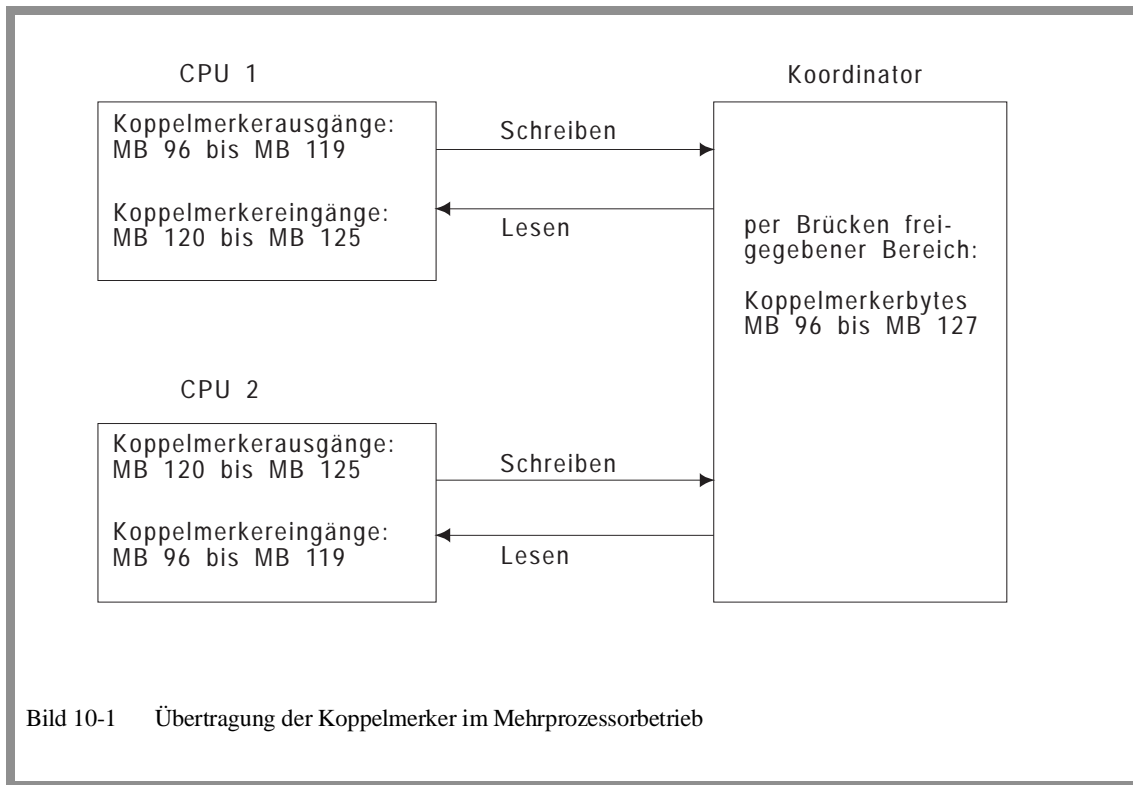 CPU 1
Koordinator
Koppelmerkerausgänge:
MB 96 bis MB 119
Schreiben
Koppelmerkereingänge:
MB 120 bis MB 125
Lesen
per Brücken frei-
gegebener Bereich:
Koppelmerkerbytes
MB 96 bis MB 127
CPU 2
Koppelmerkerausgänge:
MB 120 bis MB 125
Schreiben
Koppelmerkereingänge:
MB 96 bis MB 119
Lesen
Bild 10-1 Übertragung der Koppelmerker im Mehrprozessorbetrieb